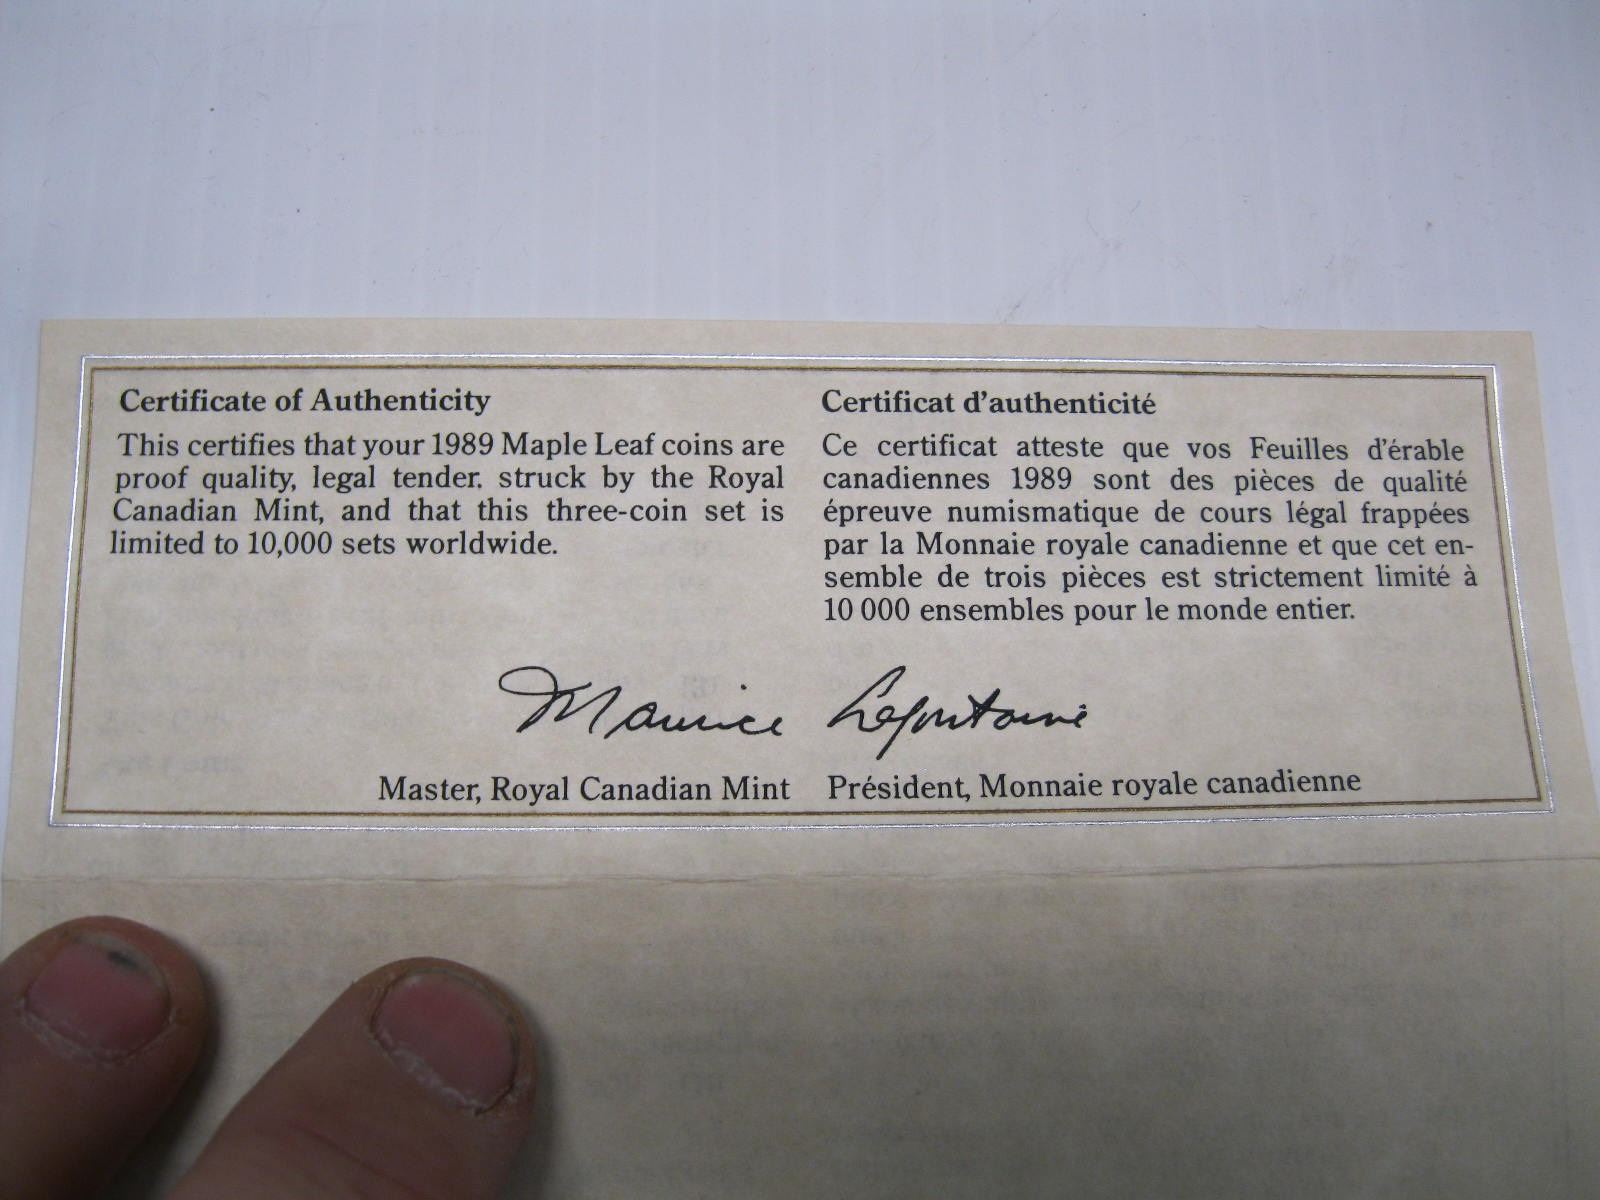 Certificate of Authenticity
This certifies that your 1989 Maple Leaf coins are
proof quality, legal tender, struck by the Royal
Canadian Mint, and that this three-coin set is
limited to 10,000 sets worldwide.
Certificat d'authenticité
Ce certificat atteste que vos Feuilles d'érable
canadiennes 1989 sont des pièces de qualité
épreuve numismatique de cours légal frappées
par la Monnaie royale canadienne et que cet en-
semble de trois pièces est strictement limité à
10 000 ensembles pour le monde entier.
Maurice Lafontaine
Master, Royal Canadian Mint
Président, Monnaie royale canadienne